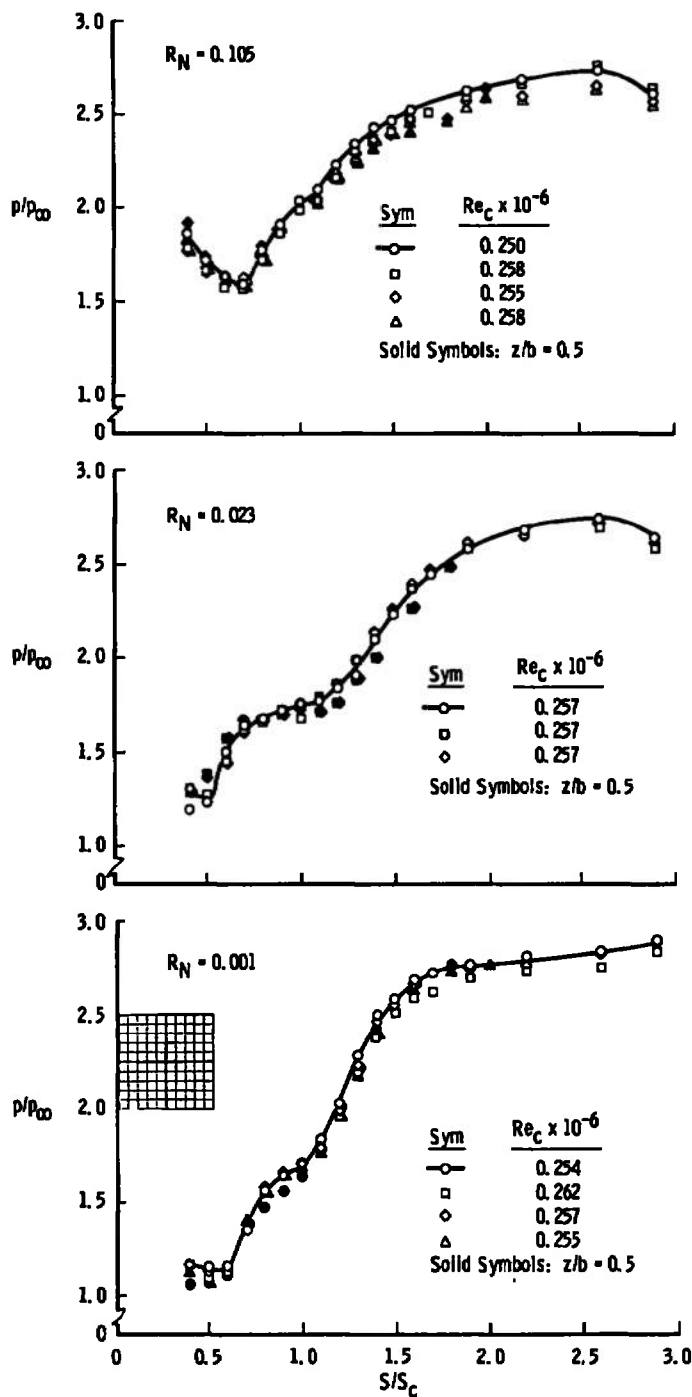 3.0
R_N = 0.105
2.5
p/p∞
2.0
Sym Re_c x 10^-6
0.250
0.258
0.255
0.258
Solid Symbols: z/b = 0.5
1.5
1.0
0
3.0
R_N = 0.023
2.5
p/p∞
2.0
Sym Re_c x 10^-6
0.257
0.257
0.257
Solid Symbols: z/b = 0.5
1.5
1.0
0
3.0
R_N = 0.001
2.5
p/p∞
2.0
Sym Re_c x 10^-6
0.254
0.262
0.257
0.255
Solid Symbols: z/b = 0.5
1.5
1.0
0
0 0.5 1.0 1.5 2.0 2.5 3.0
S/S_c